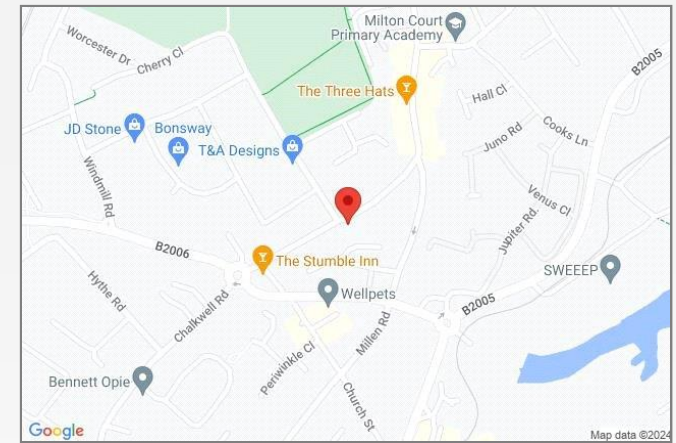 Milton Court
Primary Academy
Worcester Dr
Cherry Cl
B2005
The Three Hats
Hall Cl
JD Stone
Bonsway
Cooks Ln
T&A Designs
Juno Rd
Windmill Rd
Venus Cl
Jupiter Rd
B2006
The Stumble Inn
SWEEEP
Hythe Rd
Wellpets
Chalkwell Rd
B2005
Millen Rd
Periwinkle Cl
Bennett Opie
Church St
Google
Map data ©2024